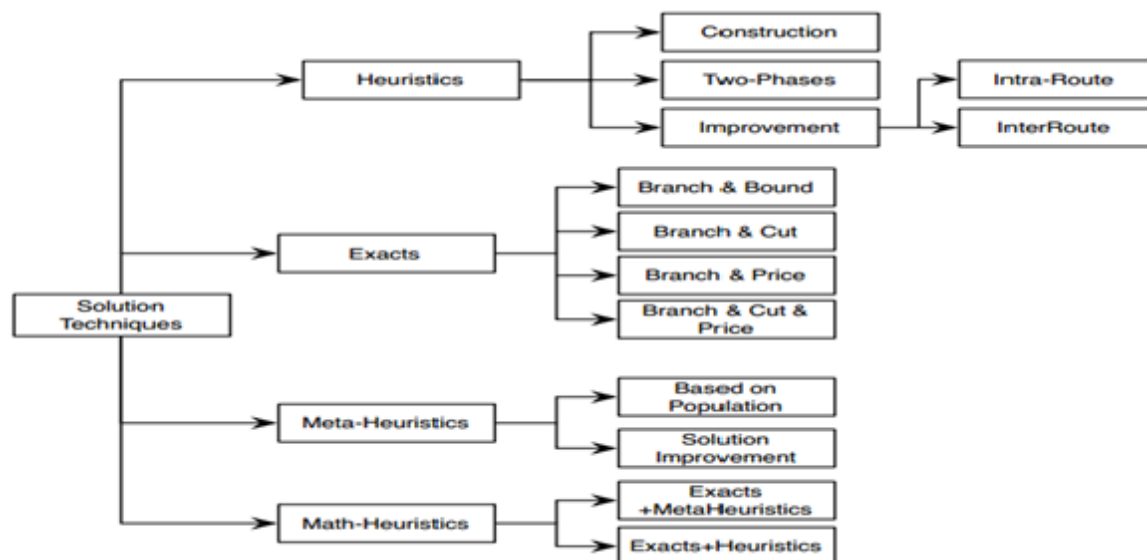 Construction
Heuristics
Two-Phases
Intra-Route
Improvement
InterRoute
Branch & Bound
Branch & Cut
Exacts
Branch & Price
Solution
Techniques
Branch & Cut &
Price
Based on
Population
Meta-Heuristics
Solution
Improvement
Exacts
+MetaHeuristics
Math-Heuristics
Exacts+Heuristics